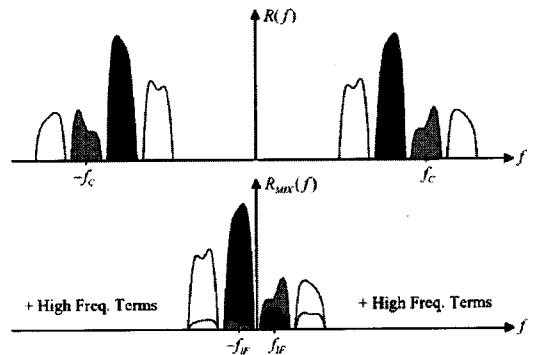 R(f)
-f_C
f_C
f
R_MIX(f)
+ High Freq. Terms
+ High Freq. Terms
-f_IF
f_IF
f